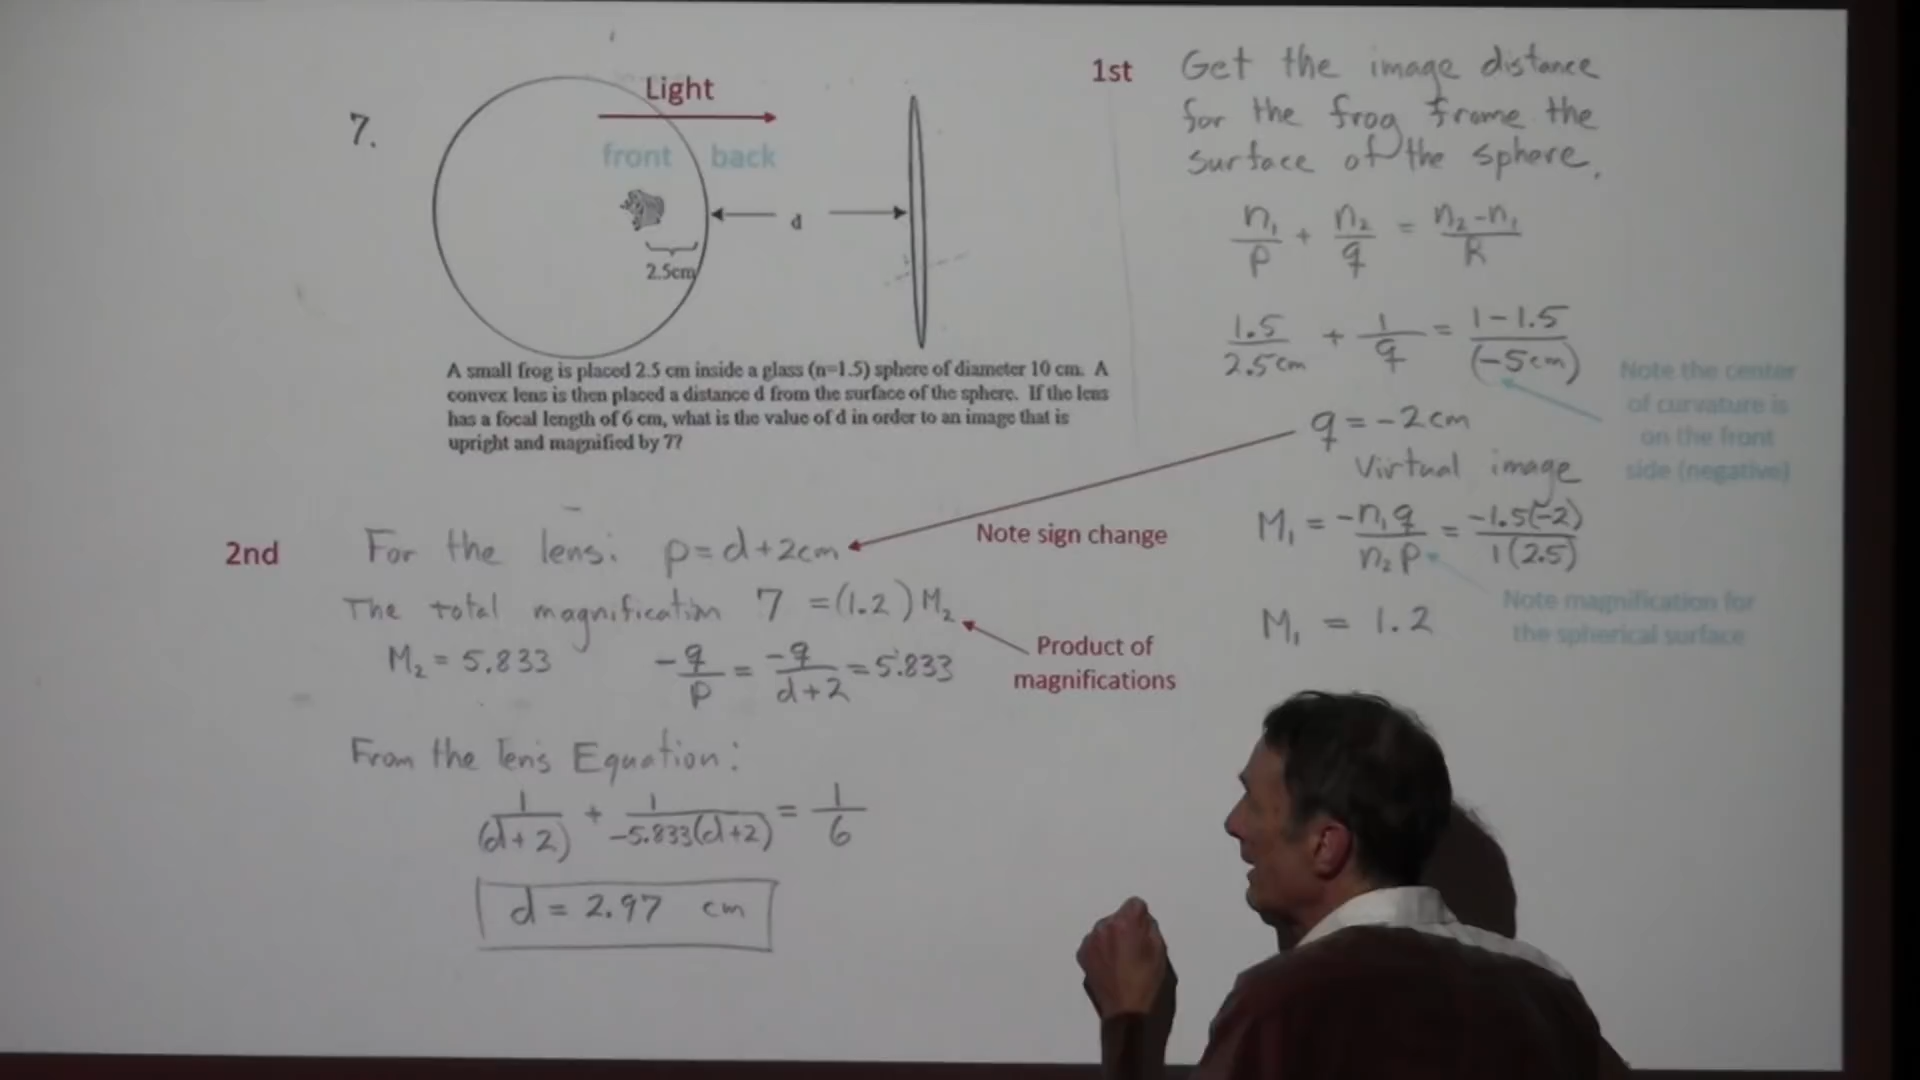 7.
Light
front back
d
2.5cm
A small frog is placed 2.5 cm inside a glass (n=1.5) sphere of diameter 10 cm. A
convex lens is then placed a distance d from the surface of the sphere. If the lens
has a focal length of 6 cm, what is the value of d in order to an image that is
upright and magnified by 7?
1st
Get the image distance
for the frog frome the
surface of the sphere.
n₁/p + n₂/q = n₂-n₁/R
1.5/2.5cm + 1/q = 1-1.5/(-5cm)
Note the center
of curvature is
on the front
side (negative)
q = -2cm
Virtual image
M₁ = -n₁q/n₂p = -1.5(-2)/1(2.5)
Note magnification for
the spherical surface
M₁ = 1.2
2nd
For the lens: p = d+2cm
Note sign change
The total magnification 7 = (1.2) M₂
Product of
magnifications
M₂ = 5.833 -q/p = -q/d+2 = 5.833
From the lens Equation:
1/(d+2) + 1/-5.833(d+2) = 1/6
d = 2.97 cm